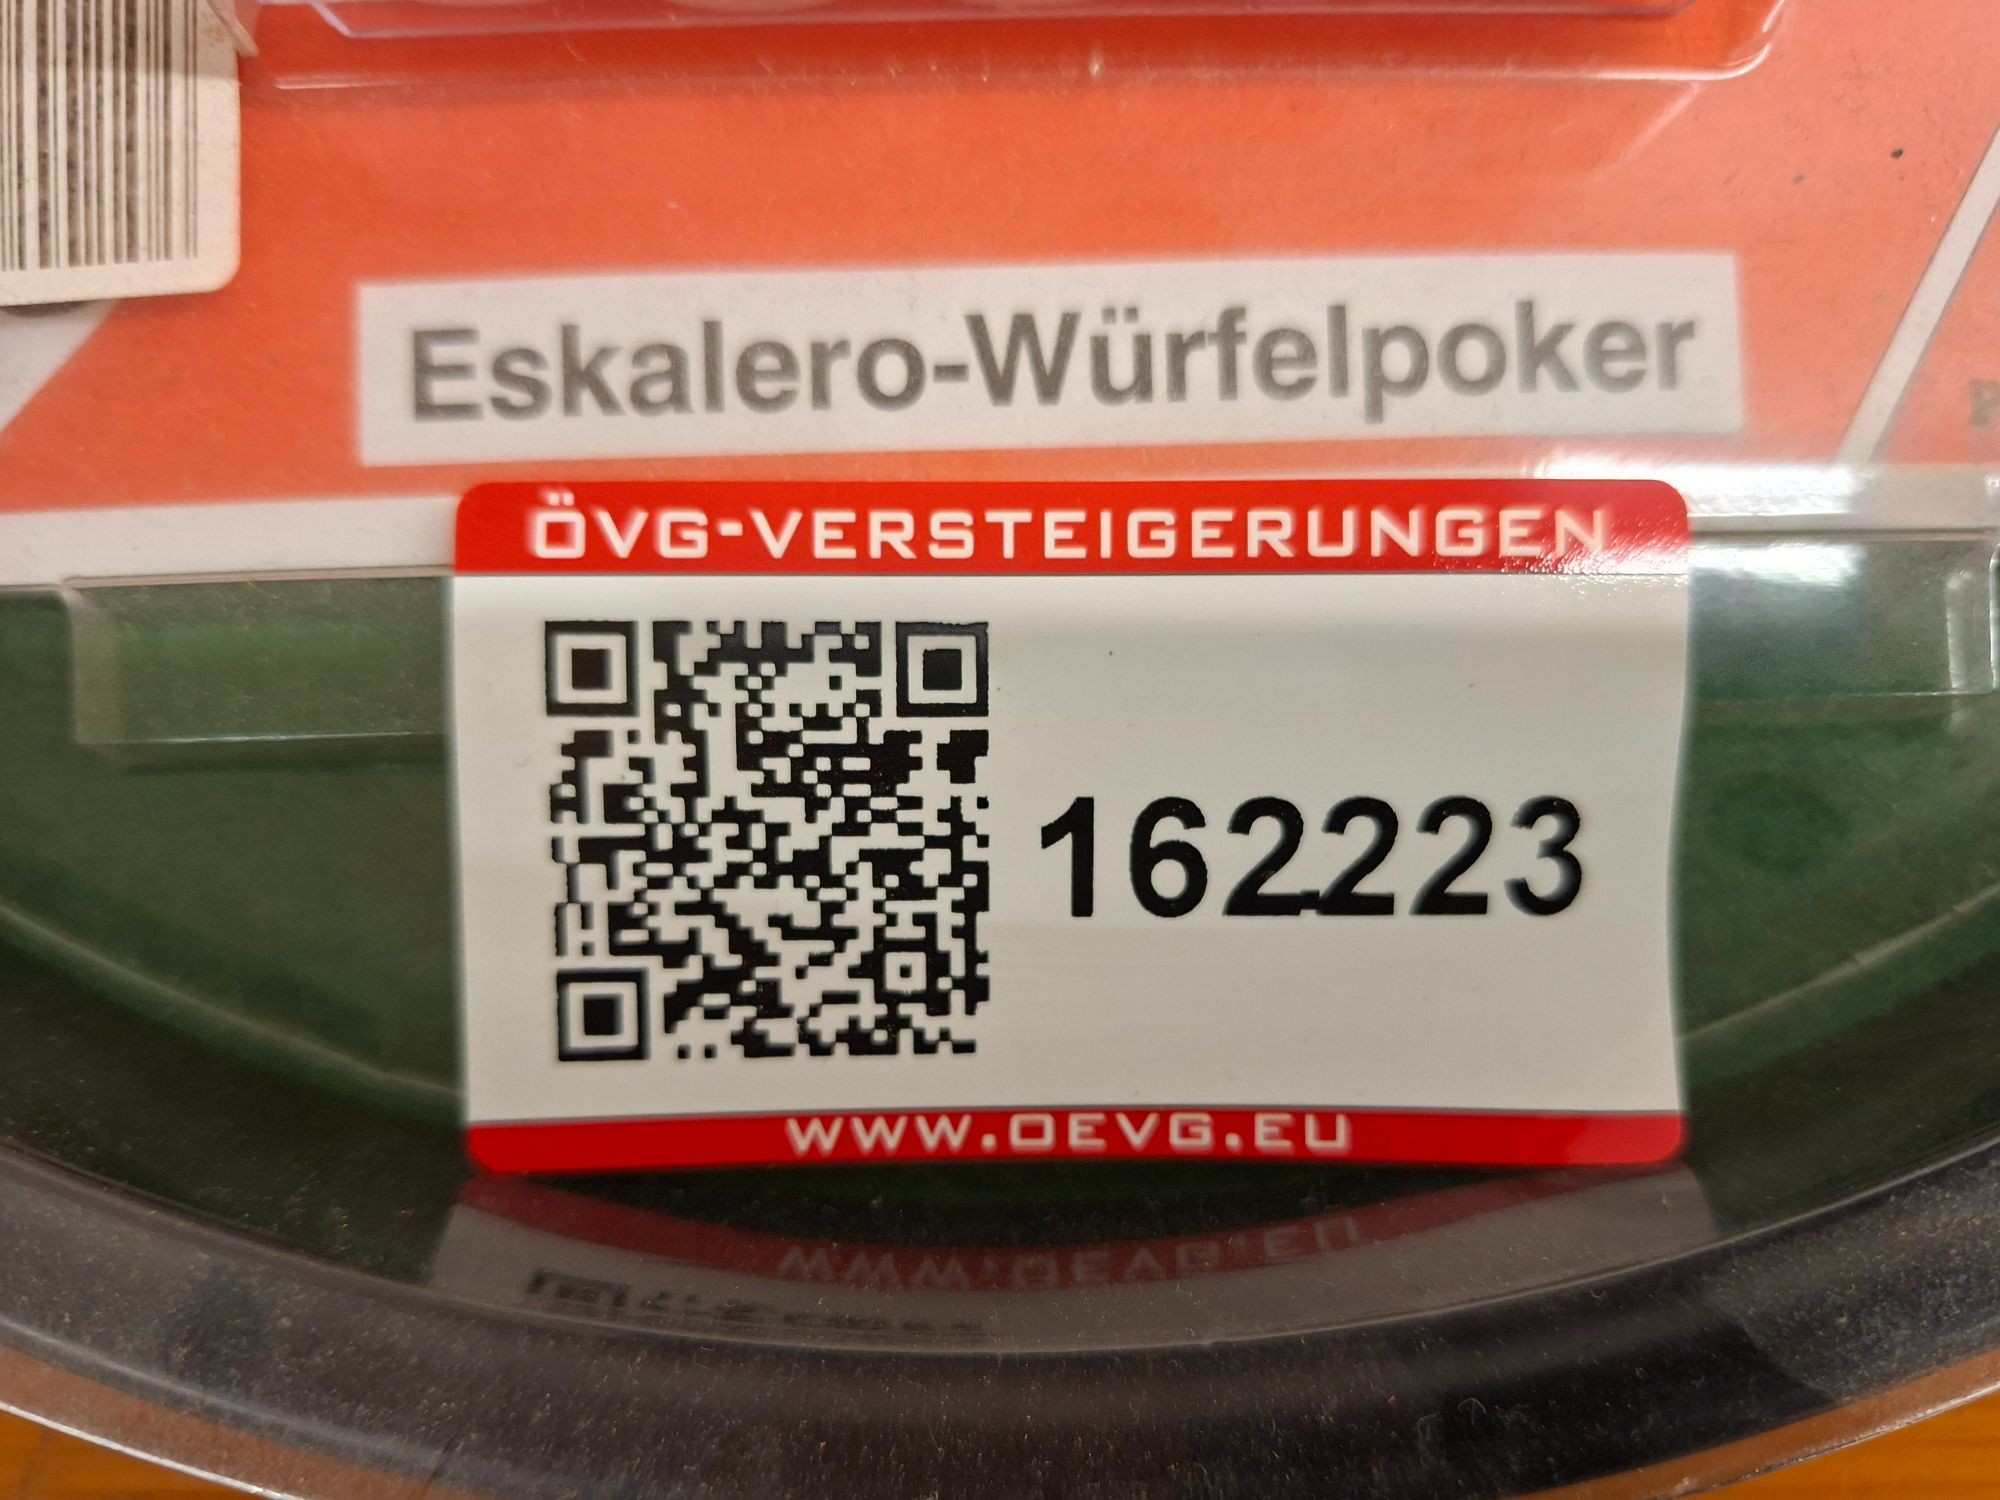 Eskalero-Würfelpoker
ÖVG-VERSTEIGERUNGEN
162223
WWW.OEVG.EU